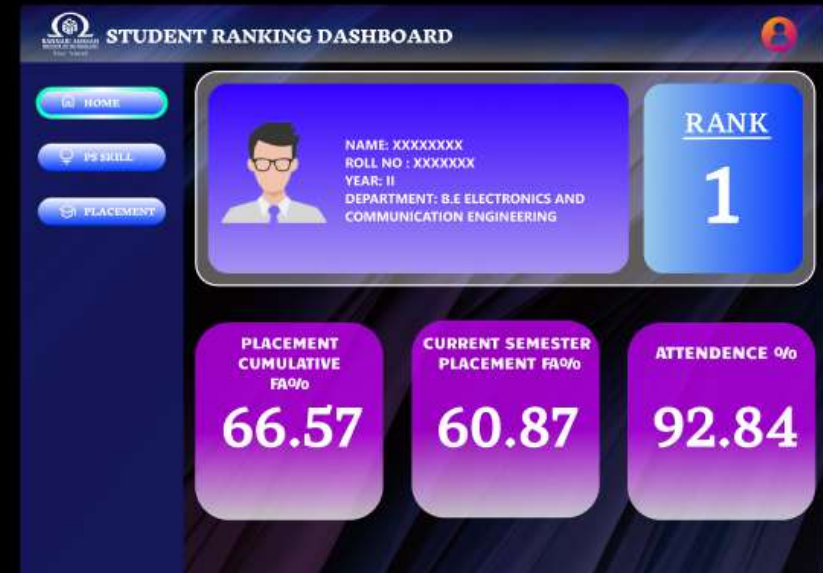 STUDENT RANKING DASHBOARD
HOME
PS SKILL
PLACEMENT
NAME: XXXXXXXX
ROLL NO : XXXXXXX
YEAR: II
DEPARTMENT: B.E ELECTRONICS AND
COMMUNICATION ENGINEERING
RANK
1
PLACEMENT
CUMULATIVE
FA%
66.57
CURRENT SEMESTER
PLACEMENT FA%
60.87
ATTENDENCE %
92.84